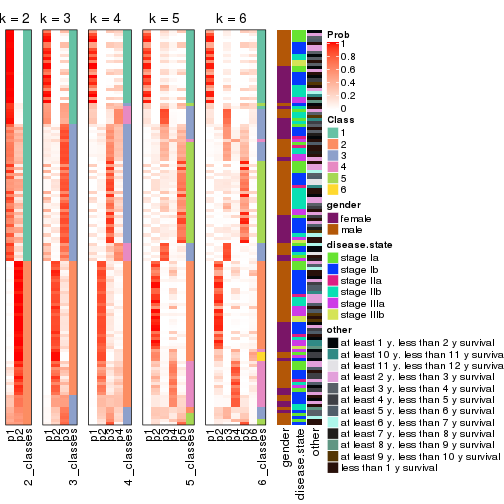 k = 2 k = 3 k = 4 k = 5 k = 6
p1 p2 2_classes
p1 p2 p3 3_classes
p1 p2 p3 p4 4_classes
p1 p2 p3 p4 p5 5_classes
p1 p2 p3 p4 p5 p6 6_classes
gender
disease.state
other
Prob
1
0.8
0.6
0.4
0.2
0
Class
1
2
3
4
5
6
gender
female
male
disease.state
stage Ia
stage Ib
stage IIa
stage IIb
stage IIIa
stage IIIb
other
at least 1 y. less than 2 y survival
at least 10 y. less than 11 y survival
at least 11 y. less than 12 y survival
at least 2 y. less than 3 y survival
at least 3 y. less than 4 y survival
at least 4 y. less than 5 y survival
at least 5 y. less than 6 y survival
at least 6 y. less than 7 y survival
at least 7 y. less than 8 y survival
at least 8 y. less than 9 y survival
at least 9 y. less than 10 y survival
less than 1 y survival